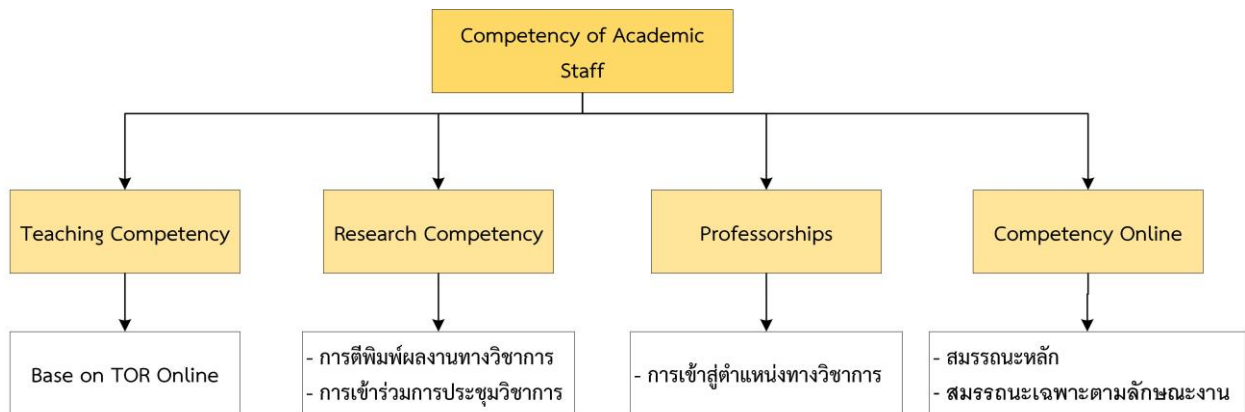 Competency of Academic
Staff
Teaching Competency
Research Competency
Professorships
Competency Online
Base on TOR Online
- การตีพิมพ์ผลงานทางวิชาการ
- การเข้าร่วมการประชุมวิชาการ
- การเข้าสู่ตำแหน่งทางวิชาการ
- สมรรถนะหลัก
- สมรรถนะเฉพาะตามลักษณะงาน